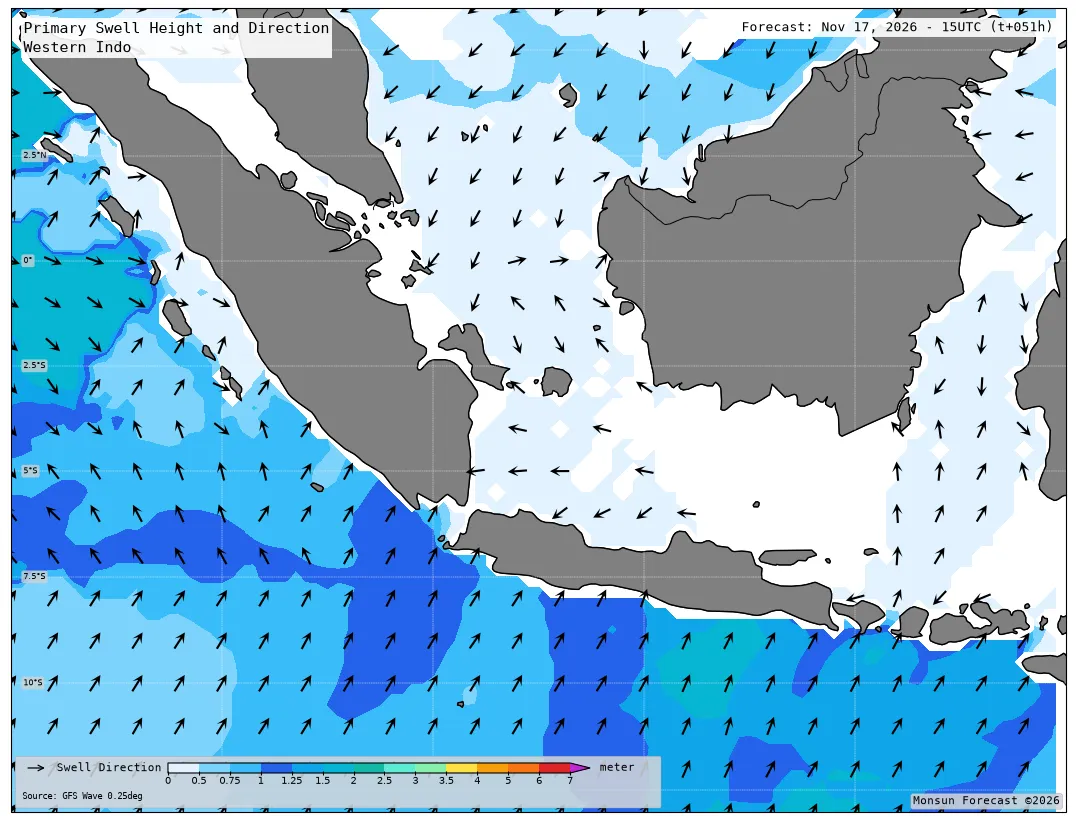 Primary Swell Height and Direction
Western Indo
Forecast: Nov 17, 2026 - 15UTC (t+051h)
2.5°N
0°
2.5°S
5°S
7.5°S
10°S
Swell Direction
0 0.5 0.75 1 1.25 1.5 2 2.5 3 3.5 4 5 6 7
meter
Source: GFS Wave 0.25deg
Monsun Forecast ©2026